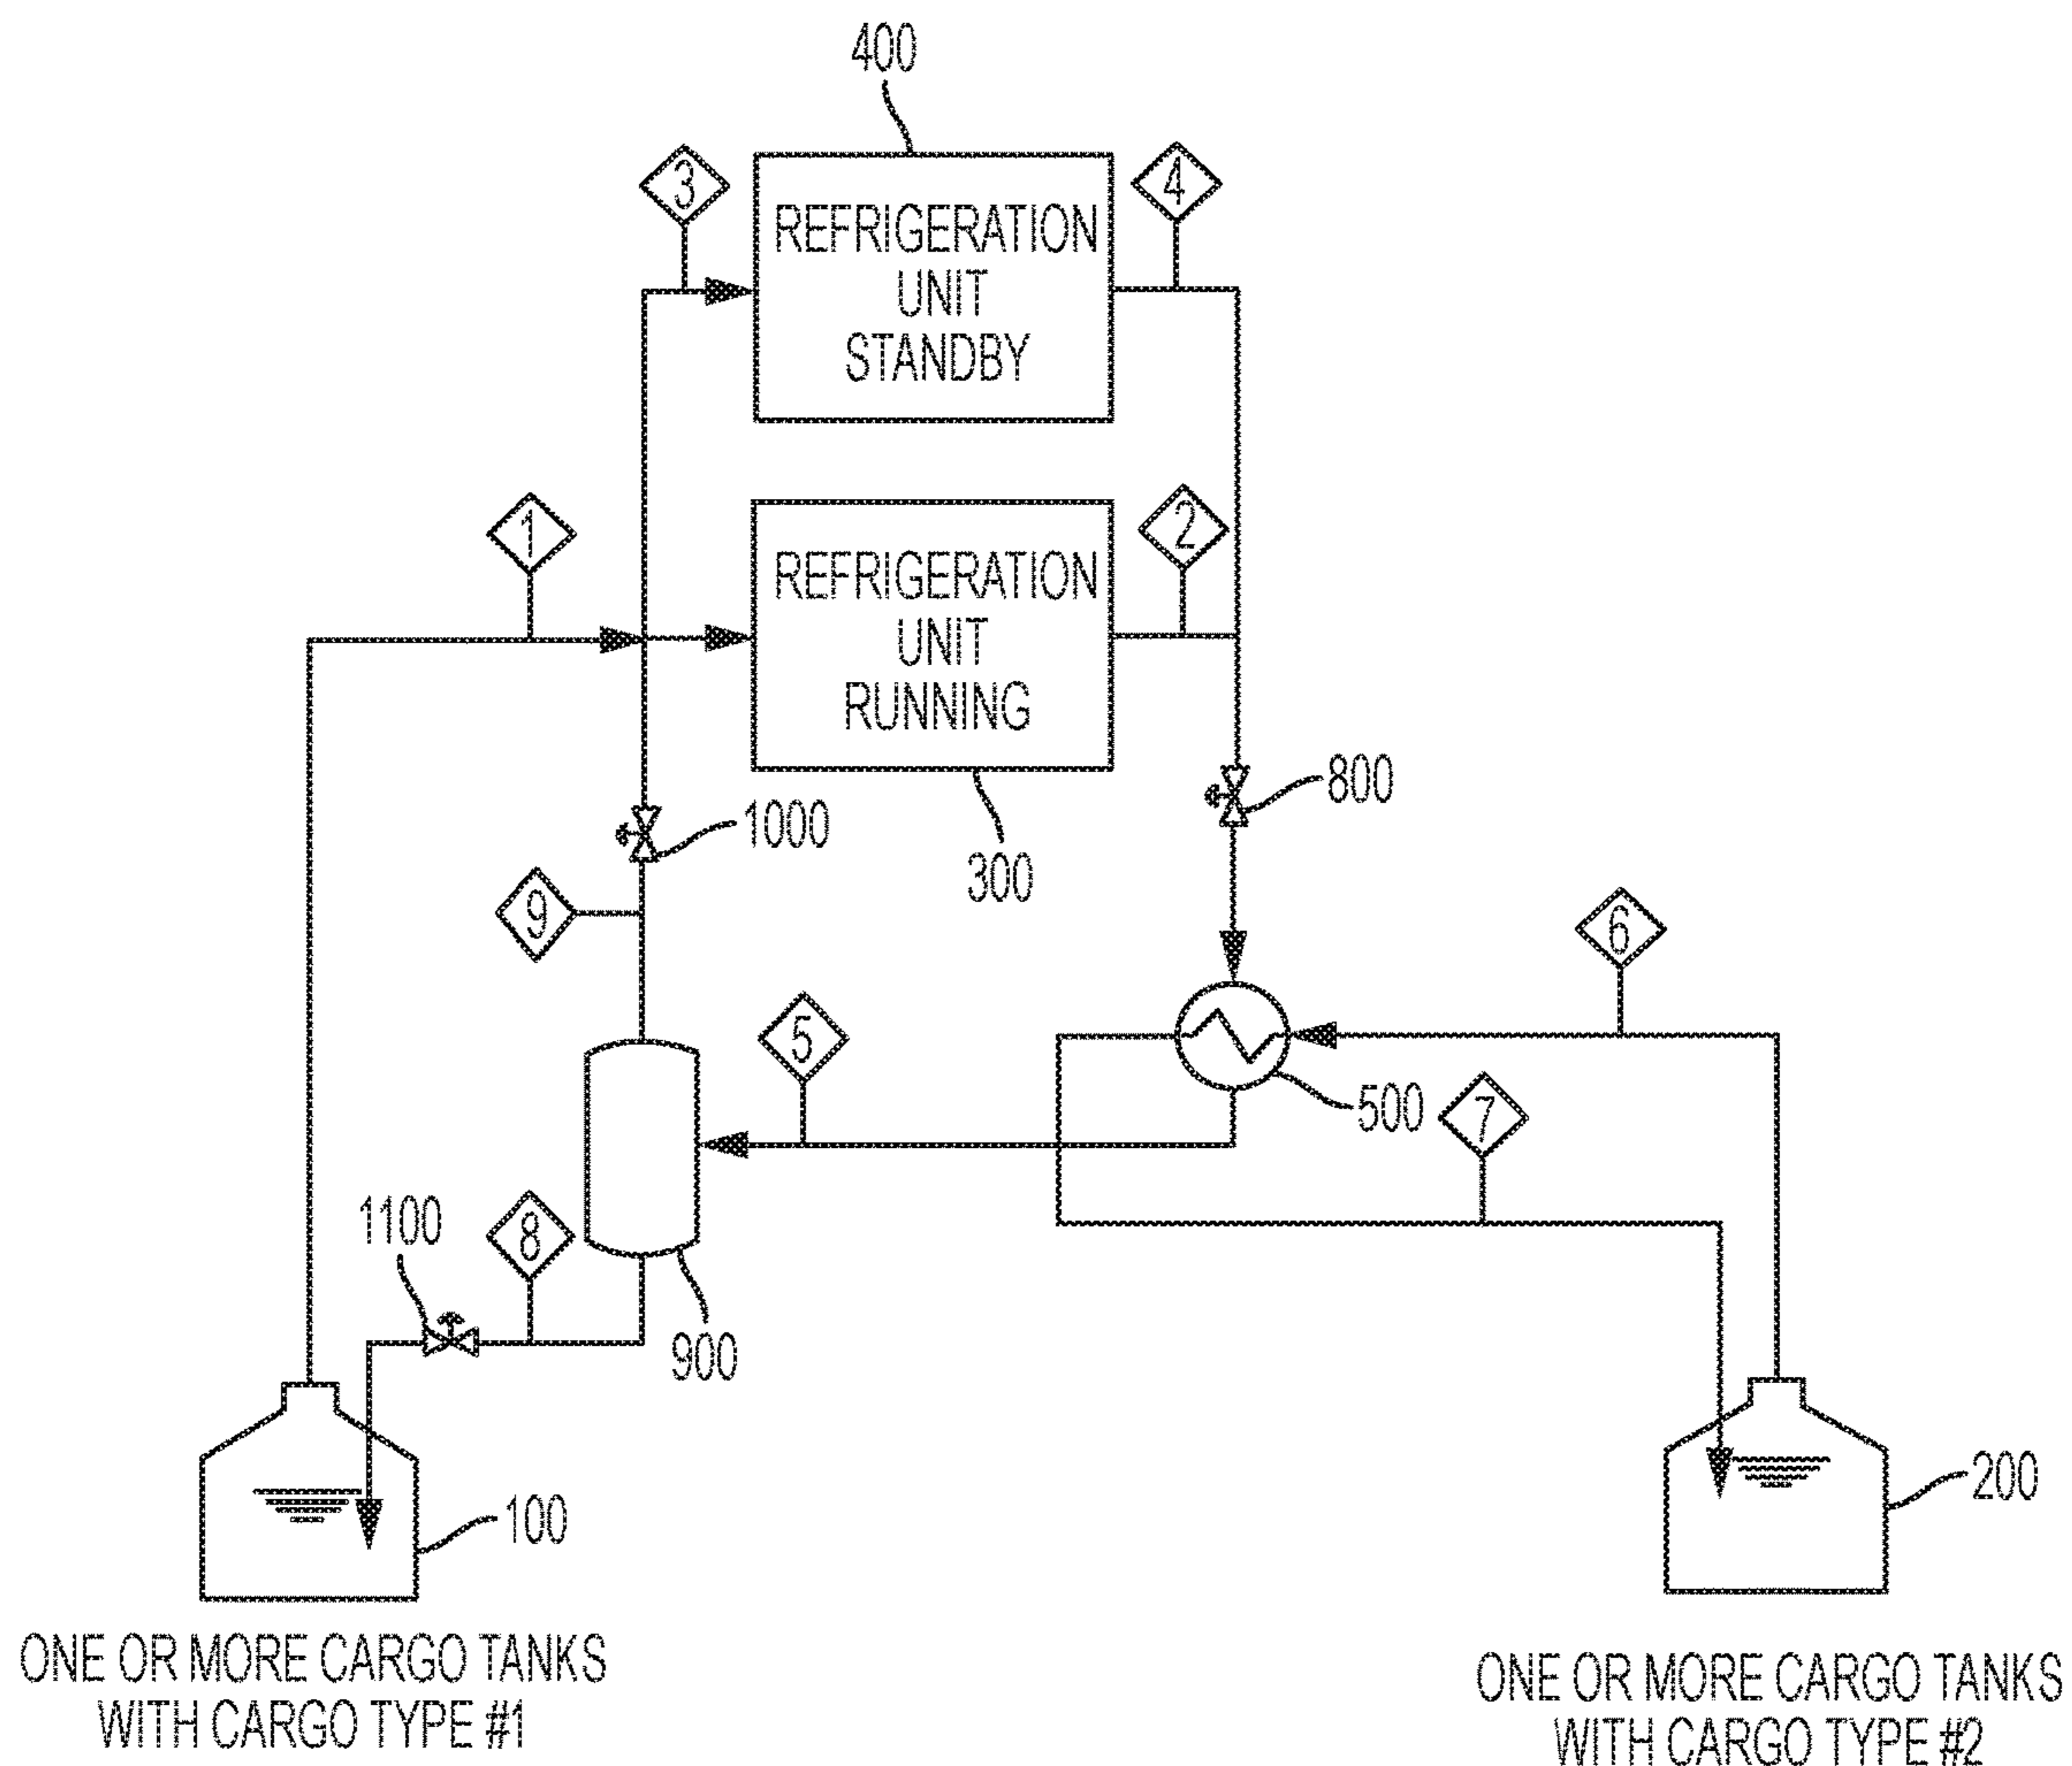 400
3
4
REFRIGERATION
UNIT
STANDBY
1
2
REFRIGERATION
UNIT
RUNNING
800
1000
300
9
6
5
500
7
1100
8
900
200
100
ONE OR MORE CARGO TANKS
WITH CARGO TYPE #1
ONE OR MORE CARGO TANKS
WITH CARGO TYPE #2